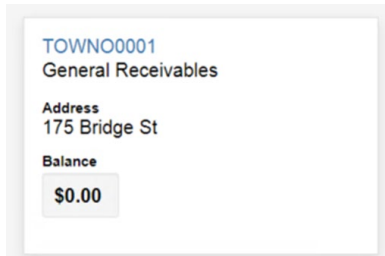 TOWNO0001
General Receivables
Address
175 Bridge St
Balance
$0.00